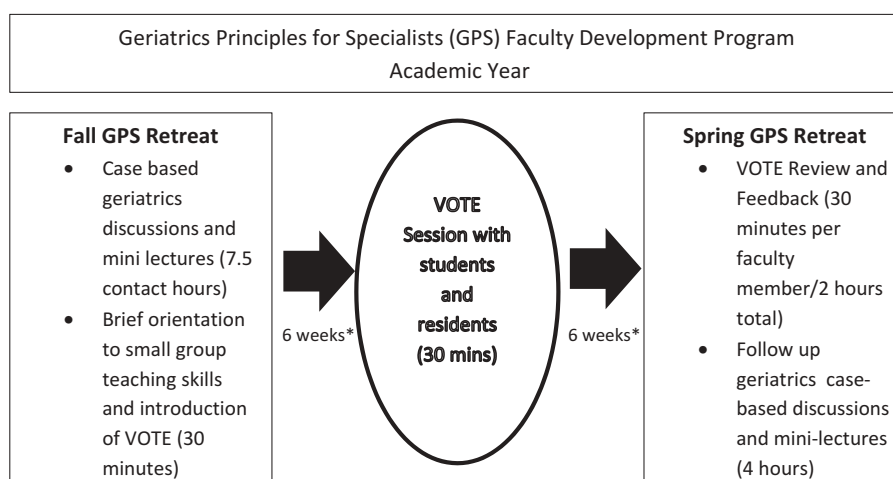 Geriatrics Principles for Specialists (GPS) Faculty Development Program
Academic Year
Fall GPS Retreat
• Case based
geriatrics
discussions and
mini lectures (7.5
contact hours)
• Brief orientation
to small group
teaching skills
and introduction
of VOTE (30
minutes)
6 weeks*
VOTE
Session with
students
and
residents
(30 mins)
6 weeks*
Spring GPS Retreat
• VOTE Review and
Feedback (30
minutes per
faculty
member/2 hours
total)
• Follow up
geriatrics case-
based discussions
and mini-lectures
(4 hours)